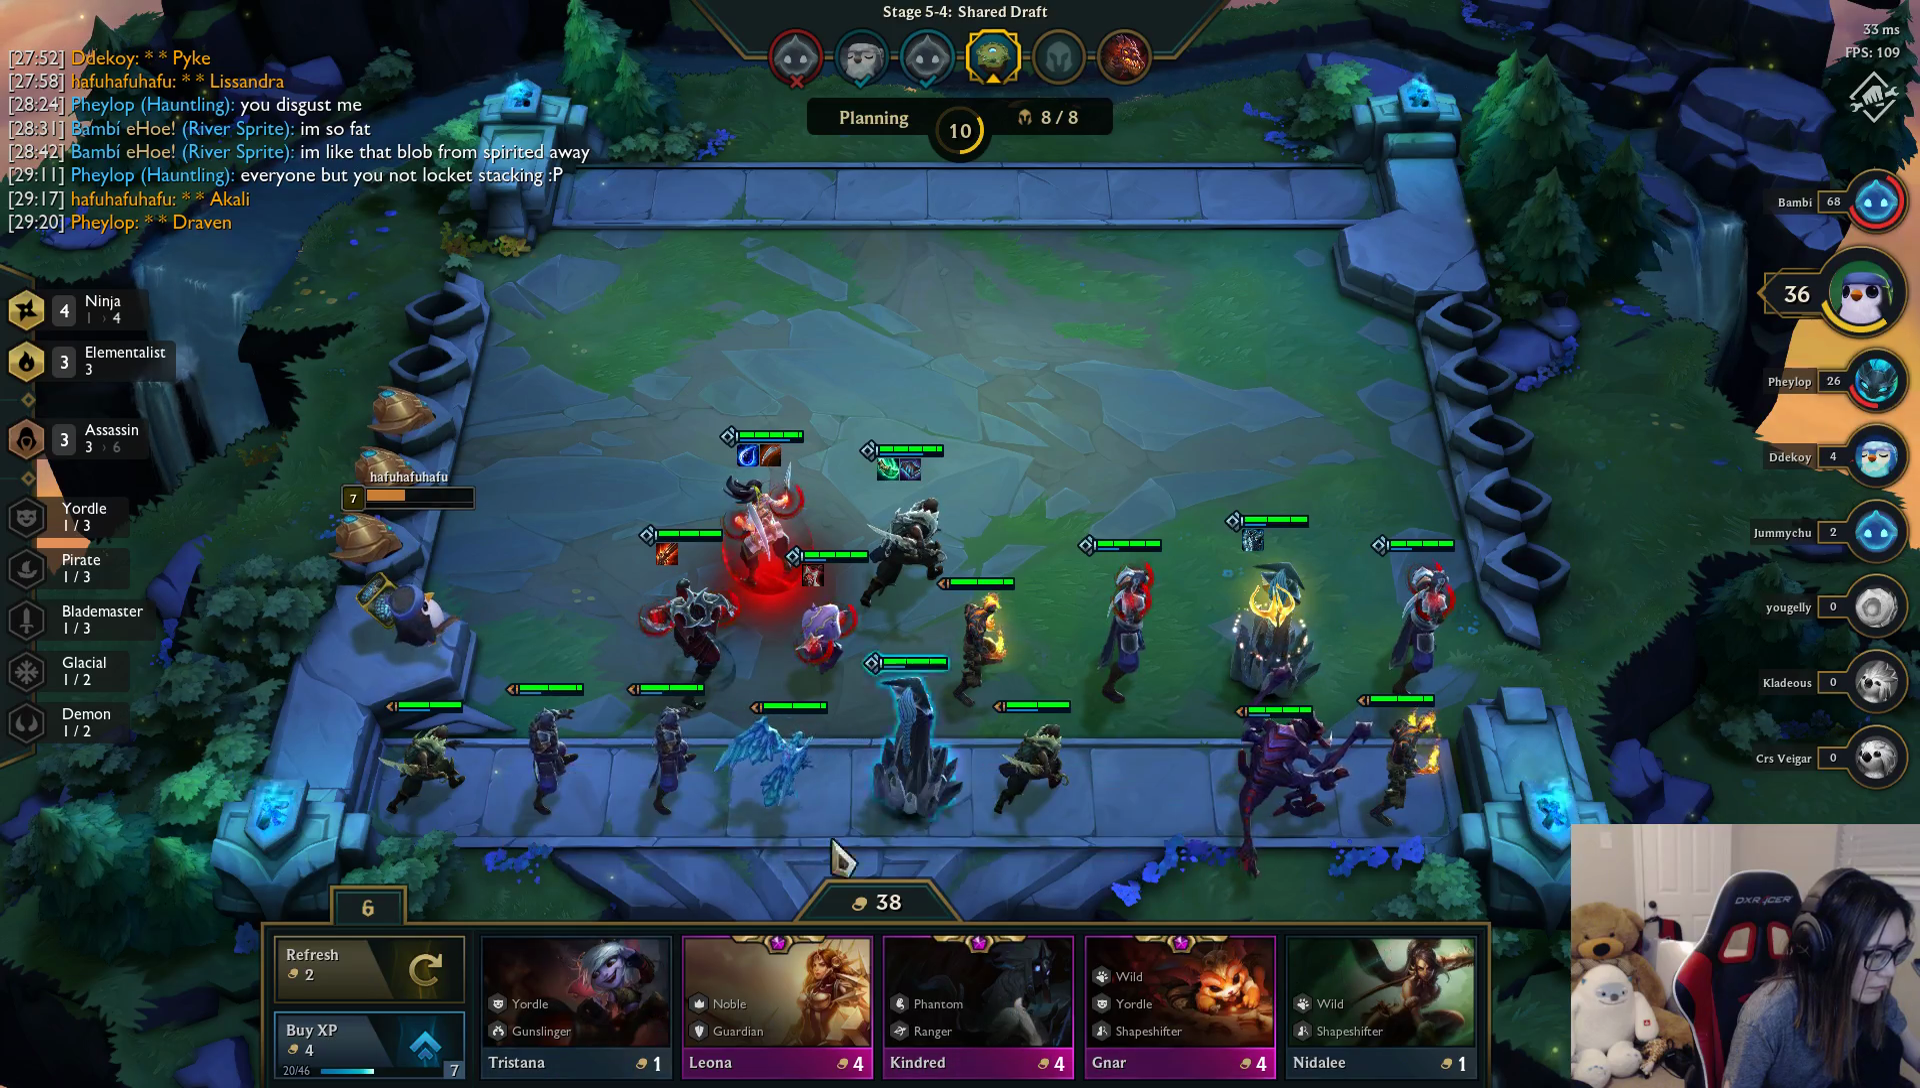 Stage 5-4: Shared Draft
33 ms
FPS: 109
Planning
10
8 / 8
[27:52] Ddekoy: * * Pyke
[27:58] hafuhafuhafu: * * Lissandra
[28:24] Pheylop (Hauntling): you disgust me
[28:31] Bambí eHoe! (River Sprite): im so fat
[28:42] Bambí eHoe! (River Sprite): im like that blob from spirited away
[29:11] Pheylop (Hauntling): everyone but you not locket stacking :P
[29:17] hafuhafuhafu: * * Akali
[29:20] Pheylop: * * Draven
4 Ninja
1 › 4
3 Elementalist
3
3 Assassin
3 › 6
Yordle
1 / 3
Pirate
1 / 3
Blademaster
1 / 3
Glacial
1 / 2
Demon
1 / 2
hafuhafuhafu
7
Bambí 68
36
Pheylop 26
Ddekoy 4
Jummychu 2
yougelly 0
Kladeous 0
Crs Veigar 0
6
38
Refresh
2
Buy XP
4
20/46
7
Yordle
Gunslinger
Tristana 1
Noble
Guardian
Leona 4
Phantom
Ranger
Kindred 4
Wild
Yordle
Shapeshifter
Gnar 4
Wild
Shapeshifter
Nidalee 1
DXRACER